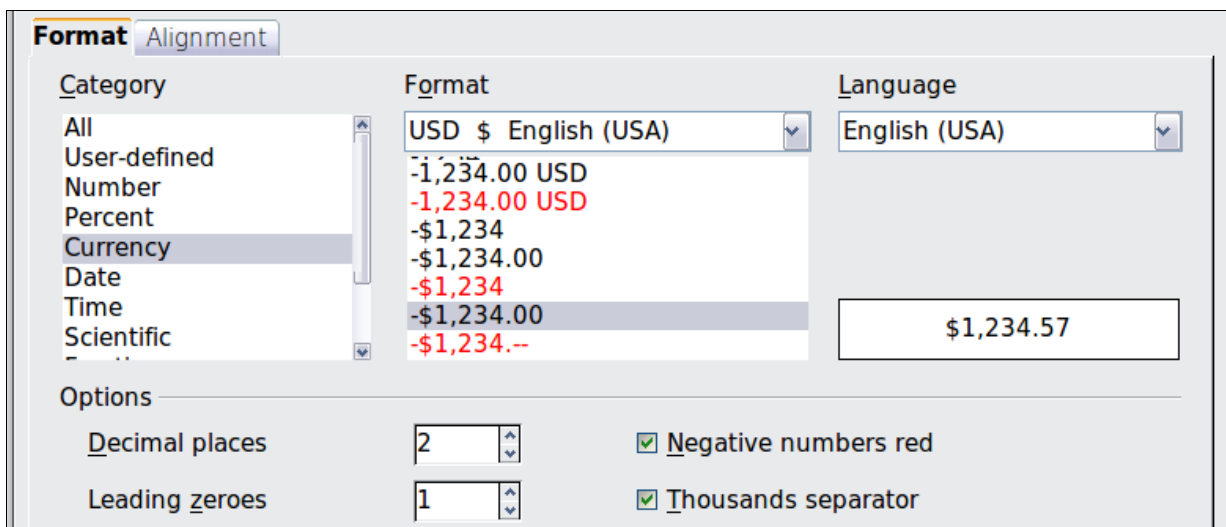 Format Alignment
Category
All
User-defined
Number
Percent
Currency
Date
Time
Scientific
Format
USD $ English (USA)
-1,234.00 USD
-1,234.00 USD
-$1,234
-$1,234.00
-$1,234
-$1,234.00
-$1,234.--
Language
English (USA)
$1,234.57
Options
Decimal places 2
Negative numbers red
Leading zeroes 1
Thousands separator